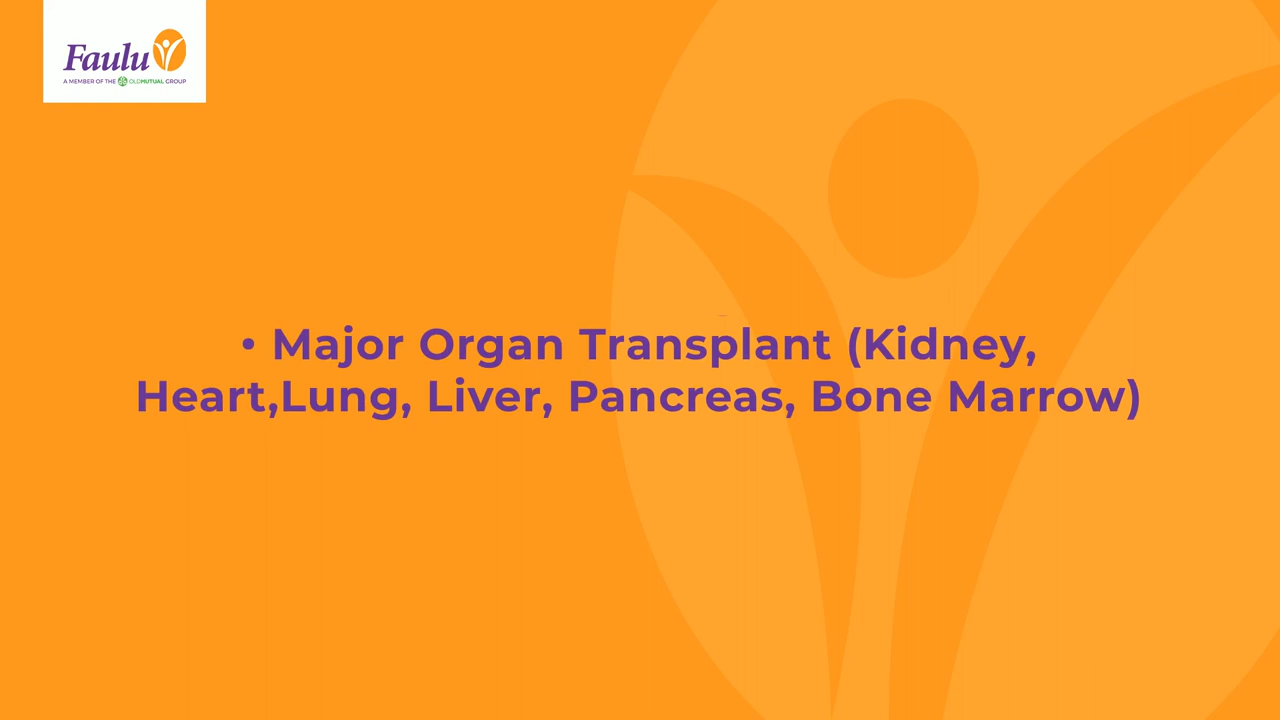 Faulu
A MEMBER OF THE OLDMUTUAL GROUP
• Major Organ Transplant (Kidney,
Heart,Lung, Liver, Pancreas, Bone Marrow)